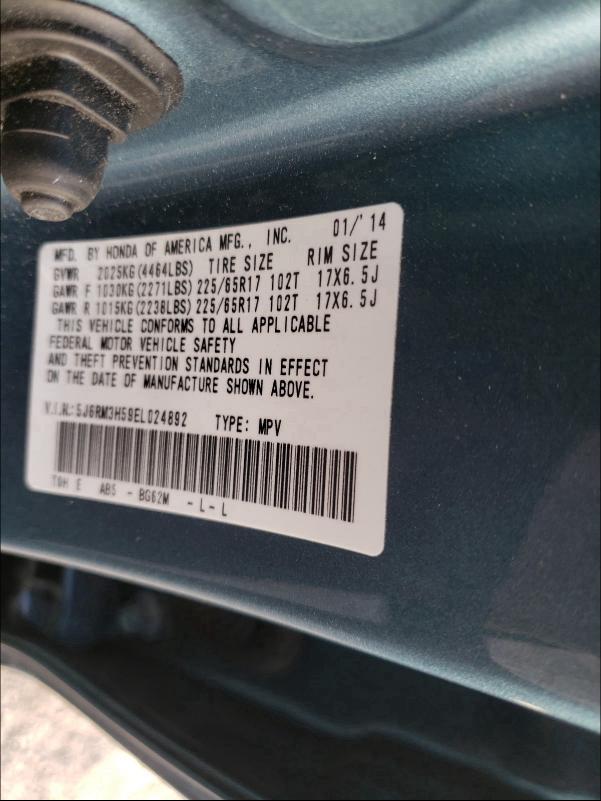 MFD. BY HONDA OF AMERICA MFG., INC. 01/'14
GVWR 2025KG(4464LBS) TIRE SIZE RIM SIZE
GAWR F 1030KG(2271LBS) 225/65R17 102T 17X6.5J
GAWR R 1015KG(2238LBS) 225/65R17 102T 17X6.5J
THIS VEHICLE CONFORMS TO ALL APPLICABLE
FEDERAL MOTOR VEHICLE SAFETY
AND THEFT PREVENTION STANDARDS IN EFFECT
ON THE DATE OF MANUFACTURE SHOWN ABOVE.
V.I.N.: 5J6RM3H59EL024892 TYPE: MPV
T0H E AB5 - BG62M - L - L